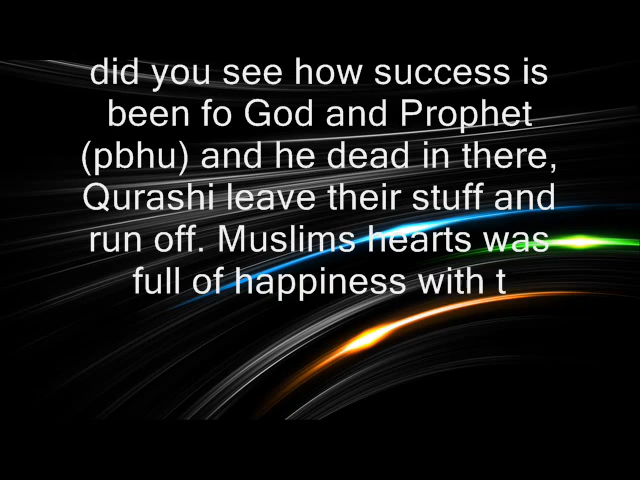 did you see how success is
been fo God and Prophet
(pbhu) and he dead in there,
Qurashi leave their stuff and
run off. Muslims hearts was
full of happiness with t